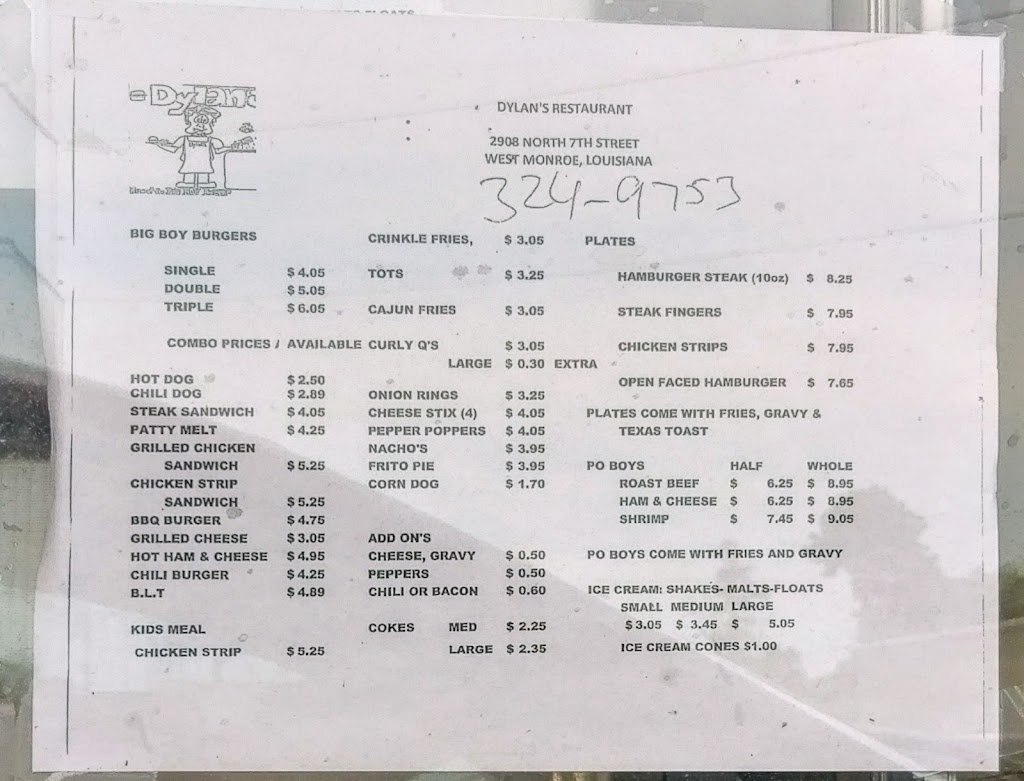 Dylan's
DYLAN'S RESTAURANT
2908 NORTH 7TH STREET
WEST MONROE, LOUISIANA
324-9753
BIG BOY BURGERS
SINGLE $ 4.05
DOUBLE $ 5.05
TRIPLE $ 6.05
COMBO PRICES / AVAILABLE
HOT DOG $ 2.50
CHILI DOG $ 2.89
STEAK SANDWICH $ 4.05
PATTY MELT $ 4.25
GRILLED CHICKEN
SANDWICH $ 5.25
CHICKEN STRIP
SANDWICH $ 5.25
BBQ BURGER $ 4.75
GRILLED CHEESE $ 3.05
HOT HAM & CHEESE $ 4.95
CHILI BURGER $ 4.25
B.L.T $ 4.89
KIDS MEAL
CHICKEN STRIP $ 5.25
CRINKLE FRIES, $ 3.05
TOTS $ 3.25
CAJUN FRIES $ 3.05
CURLY Q'S $ 3.05
LARGE $ 0.30 EXTRA
ONION RINGS $ 3.25
CHEESE STIX (4) $ 4.05
PEPPER POPPERS $ 4.05
NACHO'S $ 3.95
FRITO PIE $ 3.95
CORN DOG $ 1.70
ADD ON'S
CHEESE, GRAVY $ 0.50
PEPPERS $ 0.50
CHILI OR BACON $ 0.60
COKES MED $ 2.25
LARGE $ 2.35
PLATES
HAMBURGER STEAK (10oz) $ 8.25
STEAK FINGERS $ 7.95
CHICKEN STRIPS $ 7.95
OPEN FACED HAMBURGER $ 7.65
PLATES COME WITH FRIES, GRAVY &
TEXAS TOAST
PO BOYS HALF WHOLE
ROAST BEEF $ 6.25 $ 8.95
HAM & CHEESE $ 6.25 $ 8.95
SHRIMP $ 7.45 $ 9.05
PO BOYS COME WITH FRIES AND GRAVY
ICE CREAM: SHAKES- MALTS-FLOATS
SMALL MEDIUM LARGE
$ 3.05 $ 3.45 $ 5.05
ICE CREAM CONES $1.00